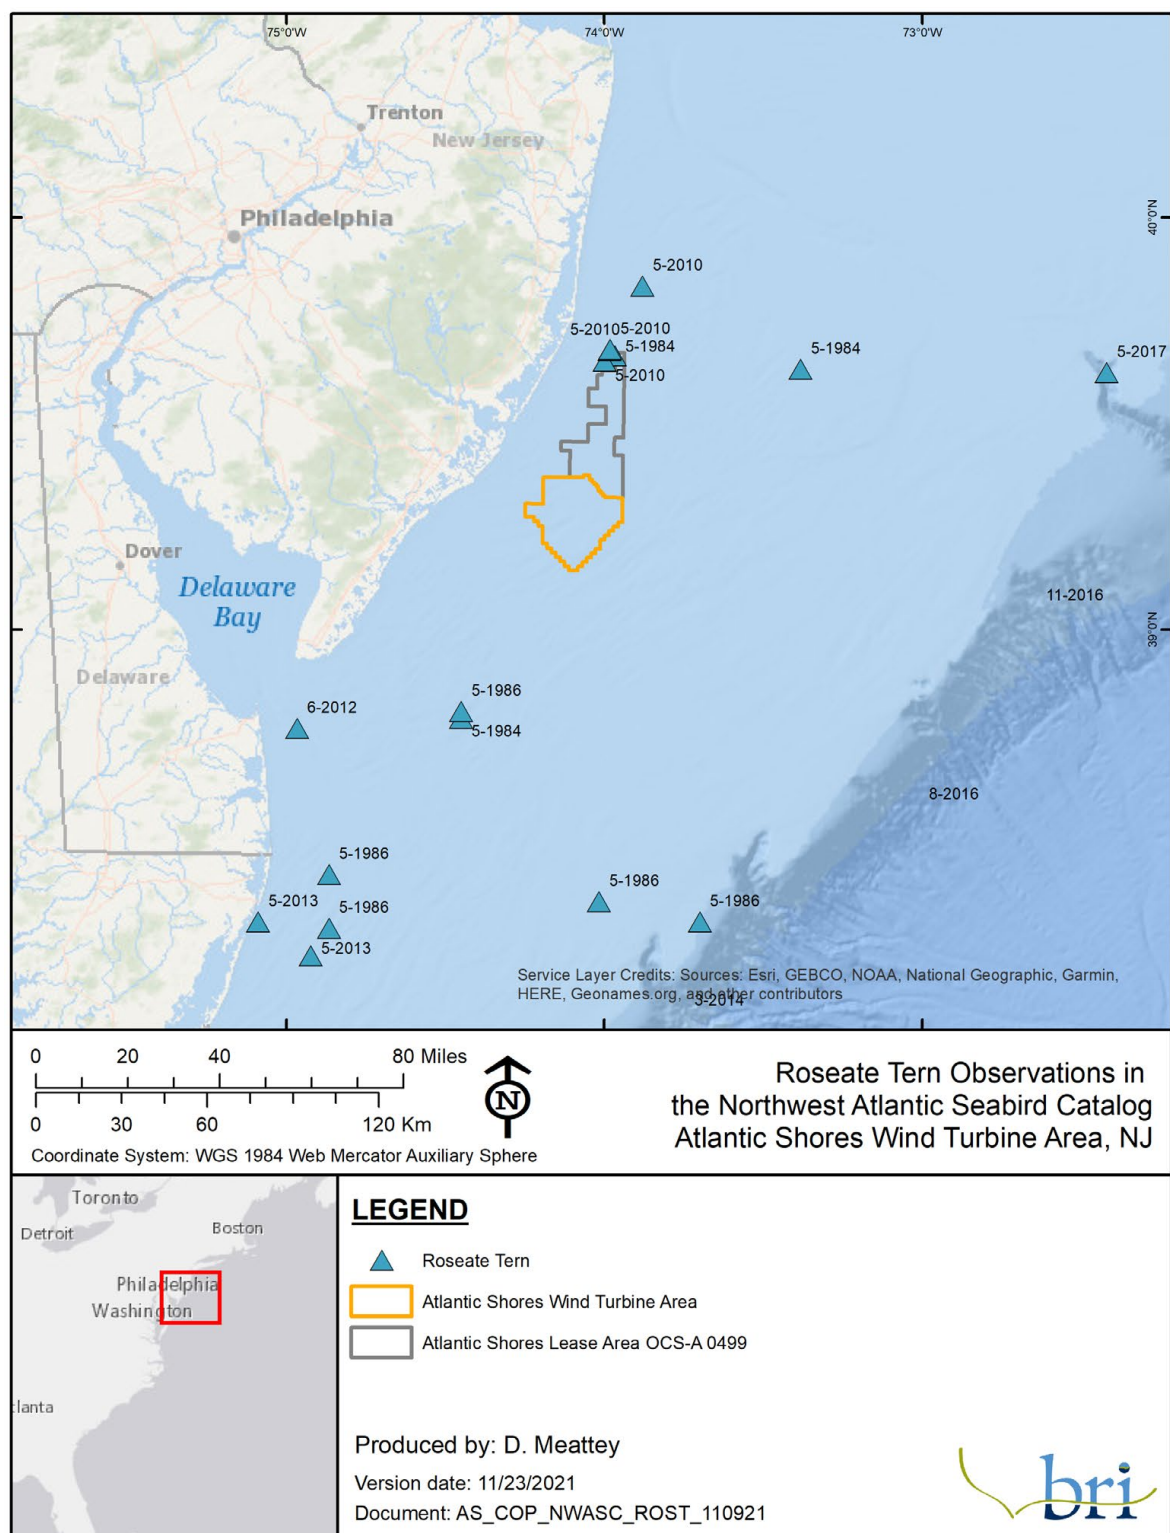 75°0'W
74°0'W
73°0'W
Trenton
New Jersey
Philadelphia
40°0'N
5-2010
5-2010
5-2010
5-1984
5-2010
5-1984
5-2017
Dover
Delaware
Bay
11-2016
39°0'N
Delaware
5-1986
6-2012
5-1984
8-2016
5-1986
5-1986
5-2013
5-1986
5-1986
5-2013
Service Layer Credits: Sources: Esri, GEBCO, NOAA, National Geographic, Garmin,
HERE, Geonames.org, and other contributors
3-2014
0 20 40 80 Miles
0 30 60 120 Km
N
Coordinate System: WGS 1984 Web Mercator Auxiliary Sphere
Roseate Tern Observations in
the Northwest Atlantic Seabird Catalog
Atlantic Shores Wind Turbine Area, NJ
Toronto
Detroit
Boston
Philadelphia
Washington
lanta
LEGEND
Roseate Tern
Atlantic Shores Wind Turbine Area
Atlantic Shores Lease Area OCS-A 0499
Produced by: D. Meattey
Version date: 11/23/2021
Document: AS_COP_NWASC_ROST_110921
bri